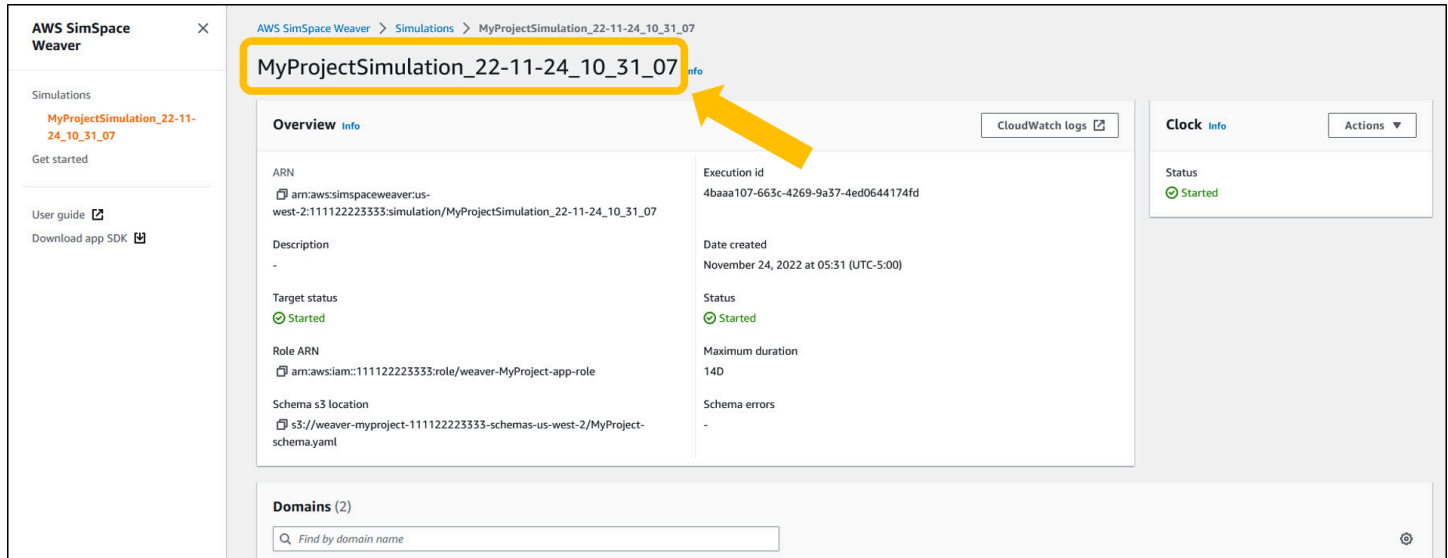 AWS SimSpace
Weaver
Simulations
MyProjectSimulation_22-11-
24_10_31_07
Get started
User guide
Download app SDK
AWS SimSpace Weaver > Simulations > MyProjectSimulation_22-11-24_10_31_07
MyProjectSimulation_22-11-24_10_31_07 nfo
Overview Info
CloudWatch logs
ARN
arn:aws:simspaceweaver:us-
west-2:111122223333:simulation/MyProjectSimulation_22-11-24_10_31_07
Execution id
4baaa107-663c-4269-9a37-4ed0644174fd
Description
-
Date created
November 24, 2022 at 05:31 (UTC-5:00)
Target status
Started
Status
Started
Role ARN
arn:aws:iam::111122223333:role/weaver-MyProject-app-role
Maximum duration
14D
Schema s3 location
s3://weaver-myproject-111122223333-schemas-us-west-2/MyProject-
schema.yaml
Schema errors
-
Clock Info
Actions
Status
Started
Domains (2)
Find by domain name